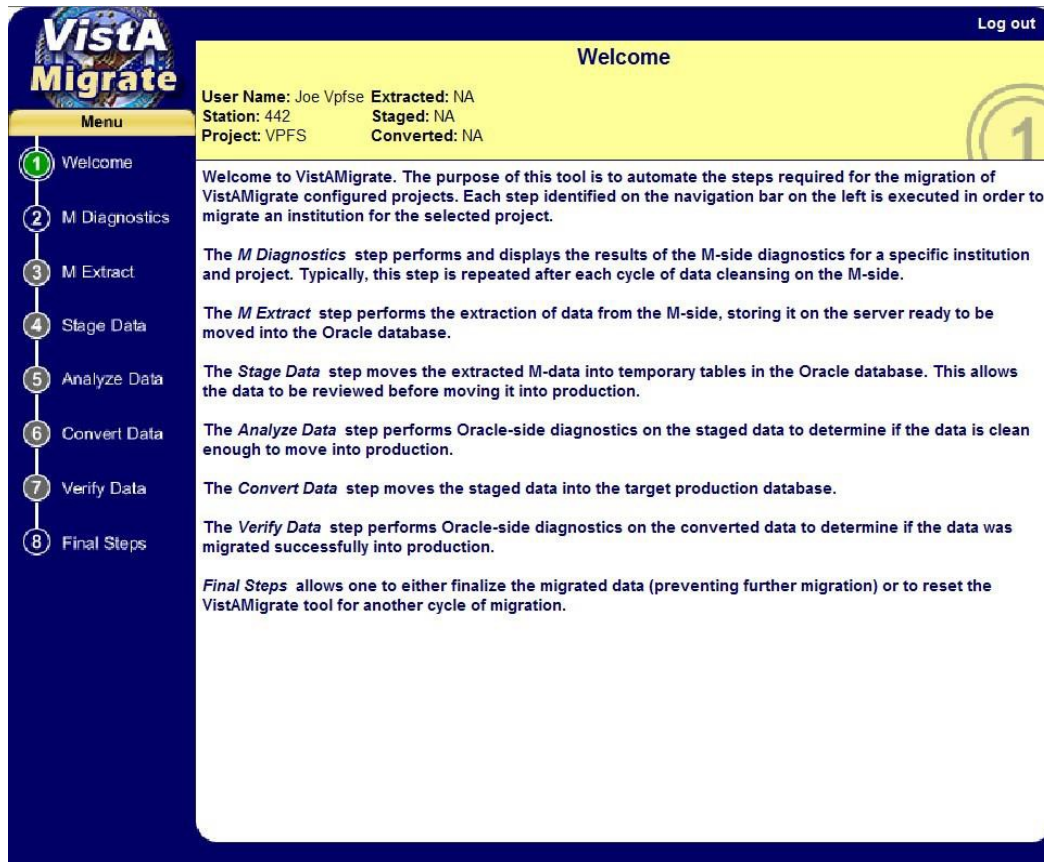 VistA
Migrate
Log out
Welcome
User Name: Joe Vpfse Extracted: NA
Station: 442 Staged: NA
Project: VPFS Converted: NA
1
Menu
1 Welcome
2 M Diagnostics
3 M Extract
4 Stage Data
5 Analyze Data
6 Convert Data
7 Verify Data
8 Final Steps
Welcome to VistAMigrate. The purpose of this tool is to automate the steps required for the migration of
VistAMigrate configured projects. Each step identified on the navigation bar on the left is executed in order to
migrate an institution for the selected project.
The M Diagnostics step performs and displays the results of the M-side diagnostics for a specific institution
and project. Typically, this step is repeated after each cycle of data cleansing on the M-side.
The M Extract step performs the extraction of data from the M-side, storing it on the server ready to be
moved into the Oracle database.
The Stage Data step moves the extracted M-data into temporary tables in the Oracle database. This allows
the data to be reviewed before moving it into production.
The Analyze Data step performs Oracle-side diagnostics on the staged data to determine if the data is clean
enough to move into production.
The Convert Data step moves the staged data into the target production database.
The Verify Data step performs Oracle-side diagnostics on the converted data to determine if the data was
migrated successfully into production.
Final Steps allows one to either finalize the migrated data (preventing further migration) or to reset the
VistAMigrate tool for another cycle of migration.